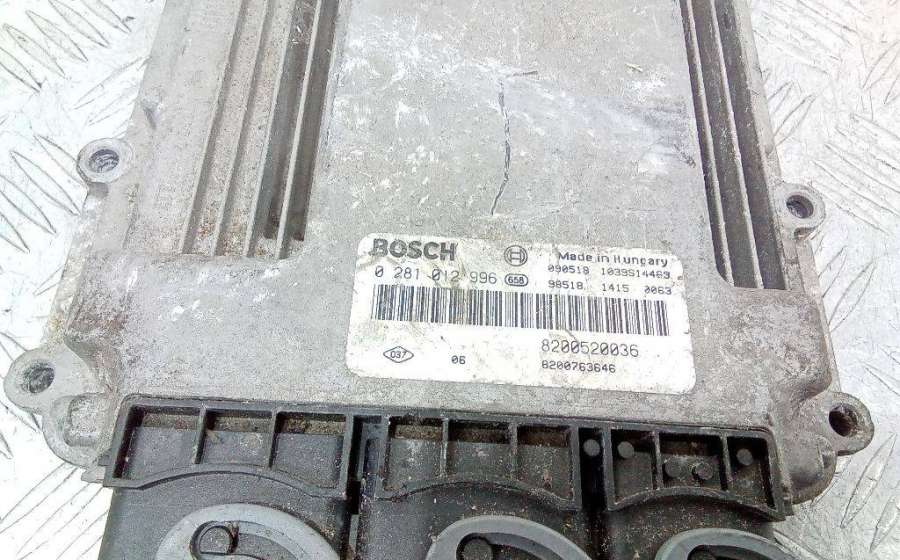 BOSCH
Made in Hungary
0 281 012 996 658
090518 1039S14463
98518 1415 0063
8200520036
037 06 8200763646